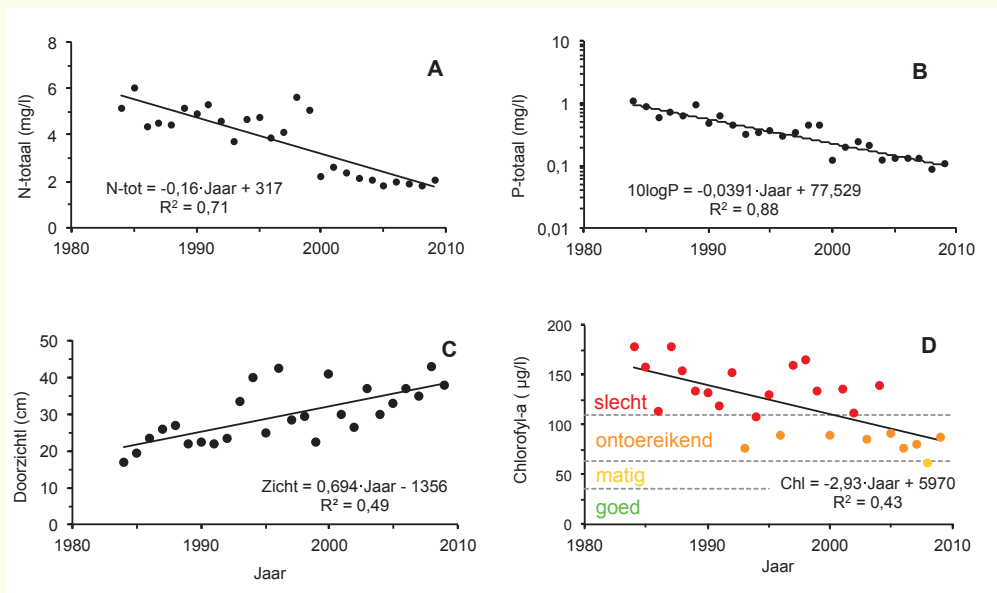 A
N-totaal (mg/l)
8
6
4
2
0
N-tot = -0,16·Jaar + 317
R² = 0,71
1980 1990 2000 2010
B
P-totaal (mg/l)
10
1
0,1
0,01
10logP = -0,0391·Jaar + 77,529
R² = 0,88
1980 1990 2000 2010
C
Doorzichtl (cm)
50
40
30
20
10
0
Zicht = 0,694·Jaar - 1356
R² = 0,49
1980 1990 2000 2010
Jaar
D
Chlorofyl-a ( µg/l)
200
150
100
50
0
slecht
ontoereikend
matig
goed
Chl = -2,93·Jaar + 5970
R² = 0,43
1980 1990 2000 2010
Jaar